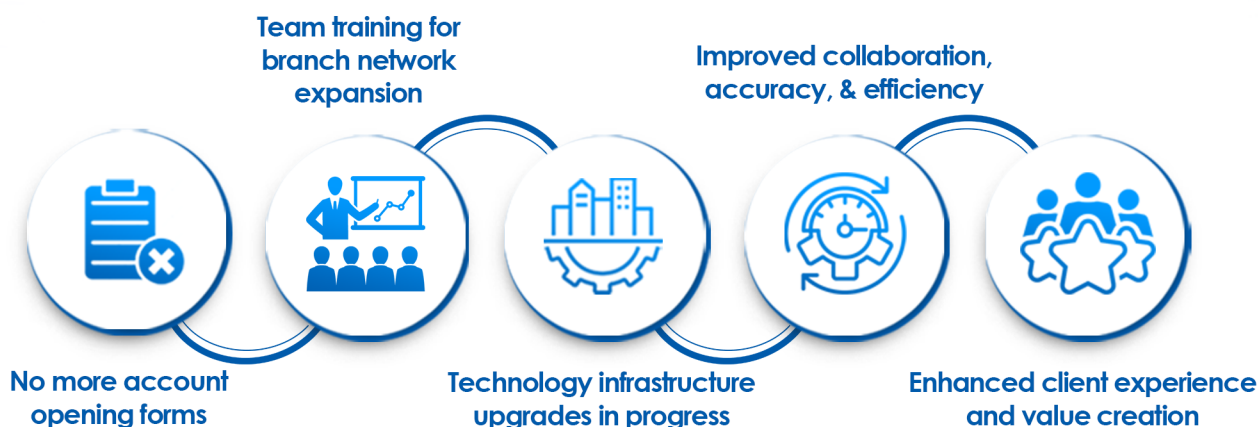 No more account
opening forms
Team training for
branch network
expansion
Technology infrastructure
upgrades in progress
Improved collaboration,
accuracy, & efficiency
Enhanced client experience
and value creation